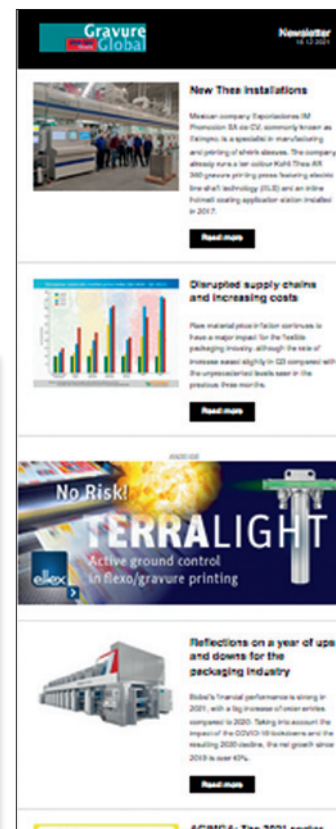 Gravure
Global
Newsletter
16 12 2021
New Thea installations
Mexican company Exportaciones IM
Promocion SA de CV, commonly known as
Eximpro, is a specialist in manufacturing
and printing of shrink sleeves. The company
already runs a ten colour Kohli Thea AR
360 gravure printing press featuring electric
line shaft technology (ELS) and an inline
hotmelt coating application station installed
in 2017.
Read more
Disrupted supply chains
and increasing costs
Raw material price inflation continues to
have a major impact for the flexible
packaging industry, although the rate of
increase eased slightly in Q3 compared with
the unprecedented levels seen in the
previous three months.
Read more
ANZEIGE
No Risk!
TERRALIGHT
Active ground control
in flexo/gravure printing
eltex
Reflections on a year of ups
and downs for the
packaging industry
Bobst's financial performance is strong in
2021, with a big increase of order entries
compared to 2020. Taking into account the
impact of the COVID-19 lockdowns and the
resulting 2020 decline, the net growth since
2019 is over
Read more